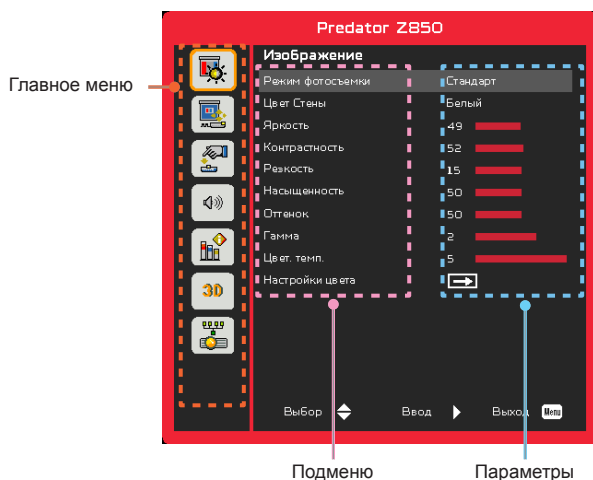 Predator Z850
Изображение
Главное меню
Режим фотосъемки Стандарт
Цвет Стены Белый
Яркость 49
Контрастность 52
Резкость 15
Насыщенность 50
Оттенок 50
Гамма 2
Цвет. темп. 5
Настройки цвета
3D
Выбор Ввод Выход Menu
Подменю Параметры